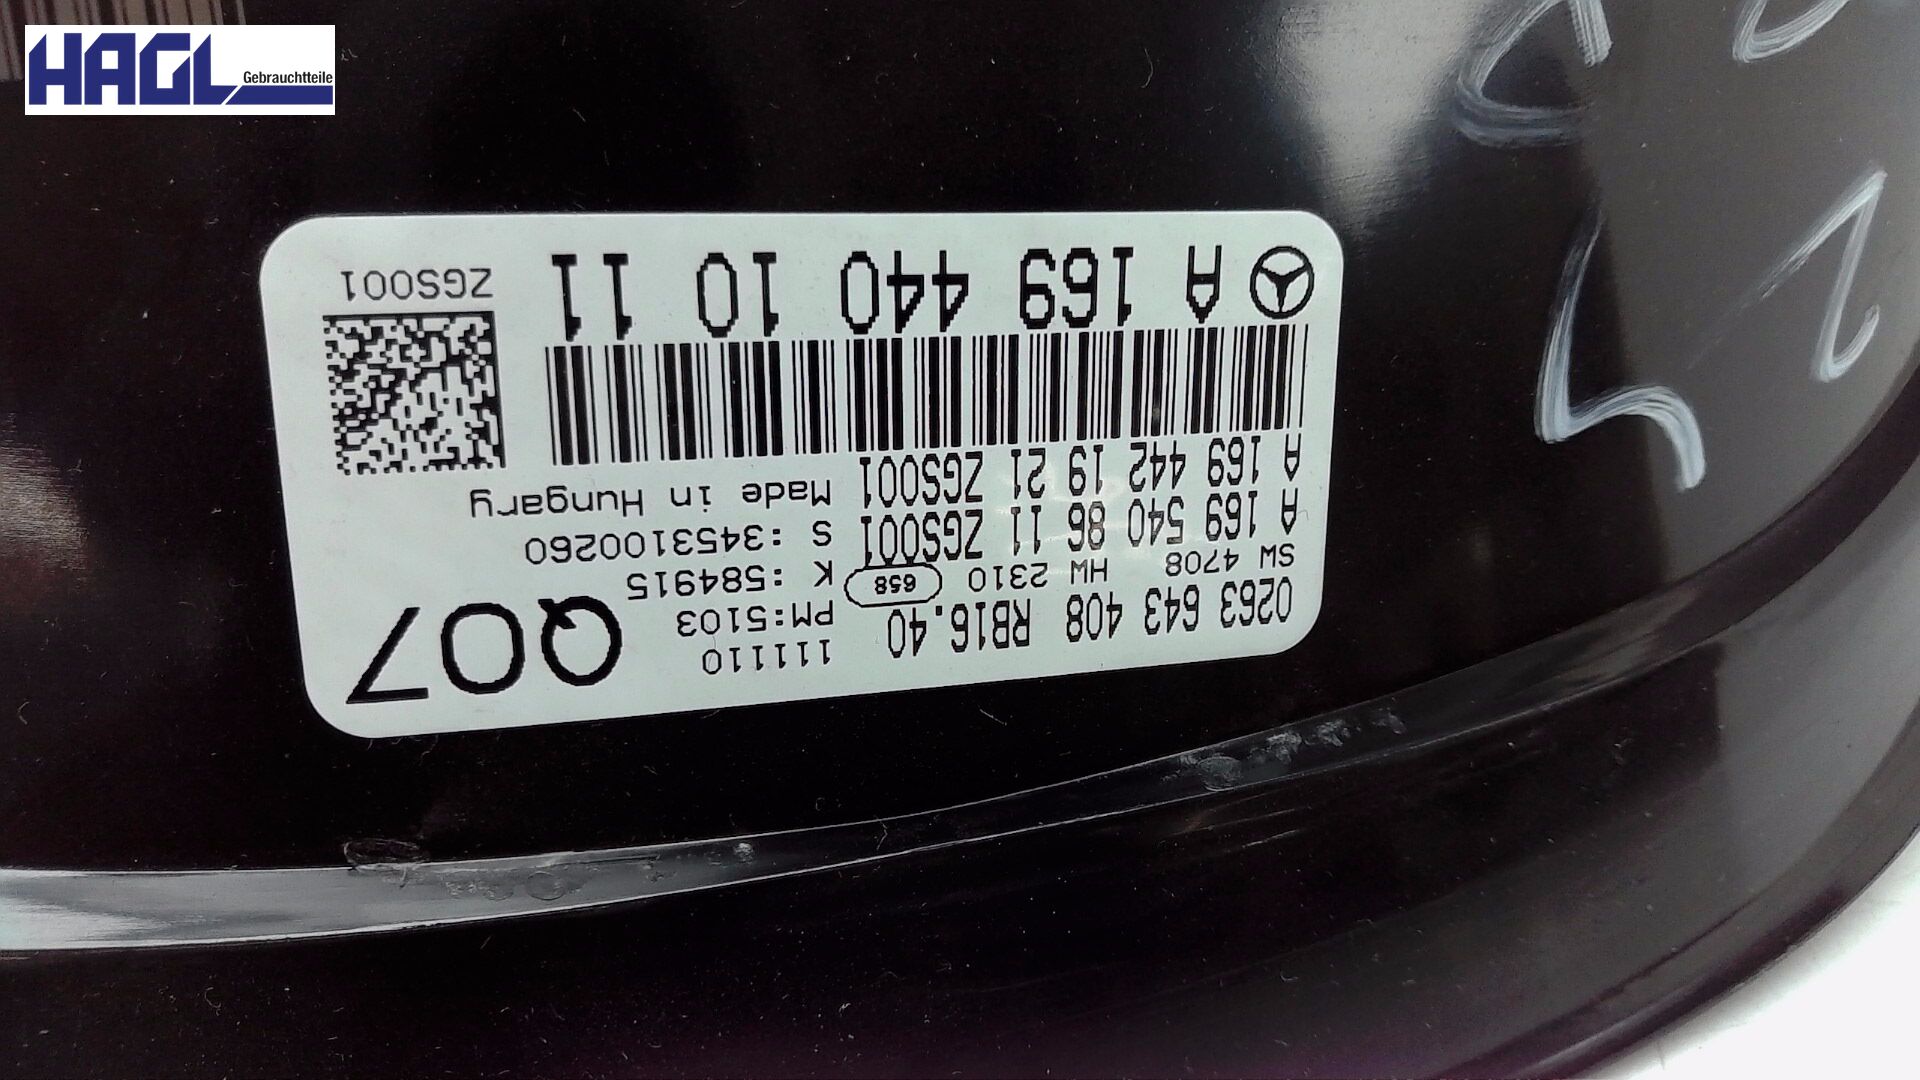 HAGL
Gebrauchtteile
0263 643 408 RB16.40
SW 4708 HW 2310
658
A 169 540 86 11 ZGS001
A 169 442 19 21 ZGS001
111110
PM:5103
K :584915
S :3453100260
Made in Hungary
Q07
A 169 440 10 11
ZGS001